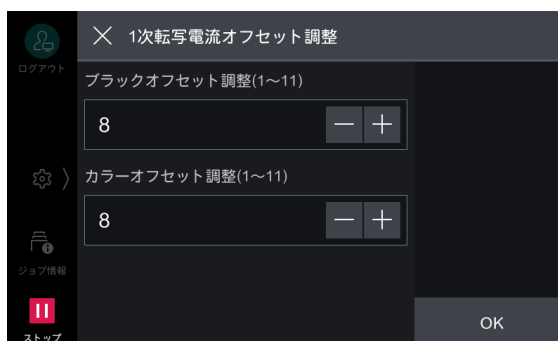 ログアウト
1次転写電流オフセット調整
ブラックオフセット調整(1〜11)
8
カラーオフセット調整(1〜11)
8
ジョブ情報
ストップ
OK